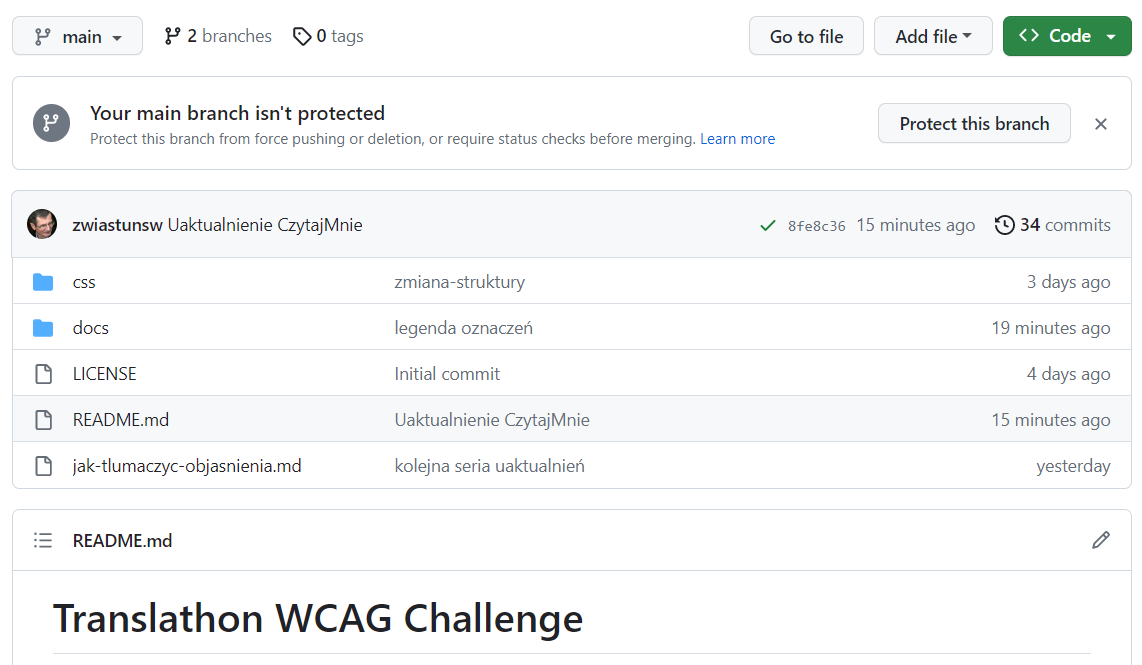 main 2 branches 0 tags Go to file Add file Code
Your main branch isn't protected
Protect this branch from force pushing or deletion, or require status checks before merging. Learn more
Protect this branch
zwiastunsw Uaktualnienie CzytajMnie 8fe8c36 15 minutes ago 34 commits
css zmiana-struktury 3 days ago
docs legenda oznaczeń 19 minutes ago
LICENSE Initial commit 4 days ago
README.md Uaktualnienie CzytajMnie 15 minutes ago
jak-tlumaczyc-objasnienia.md kolejna seria uaktualnień yesterday
README.md
Translathon WCAG Challenge